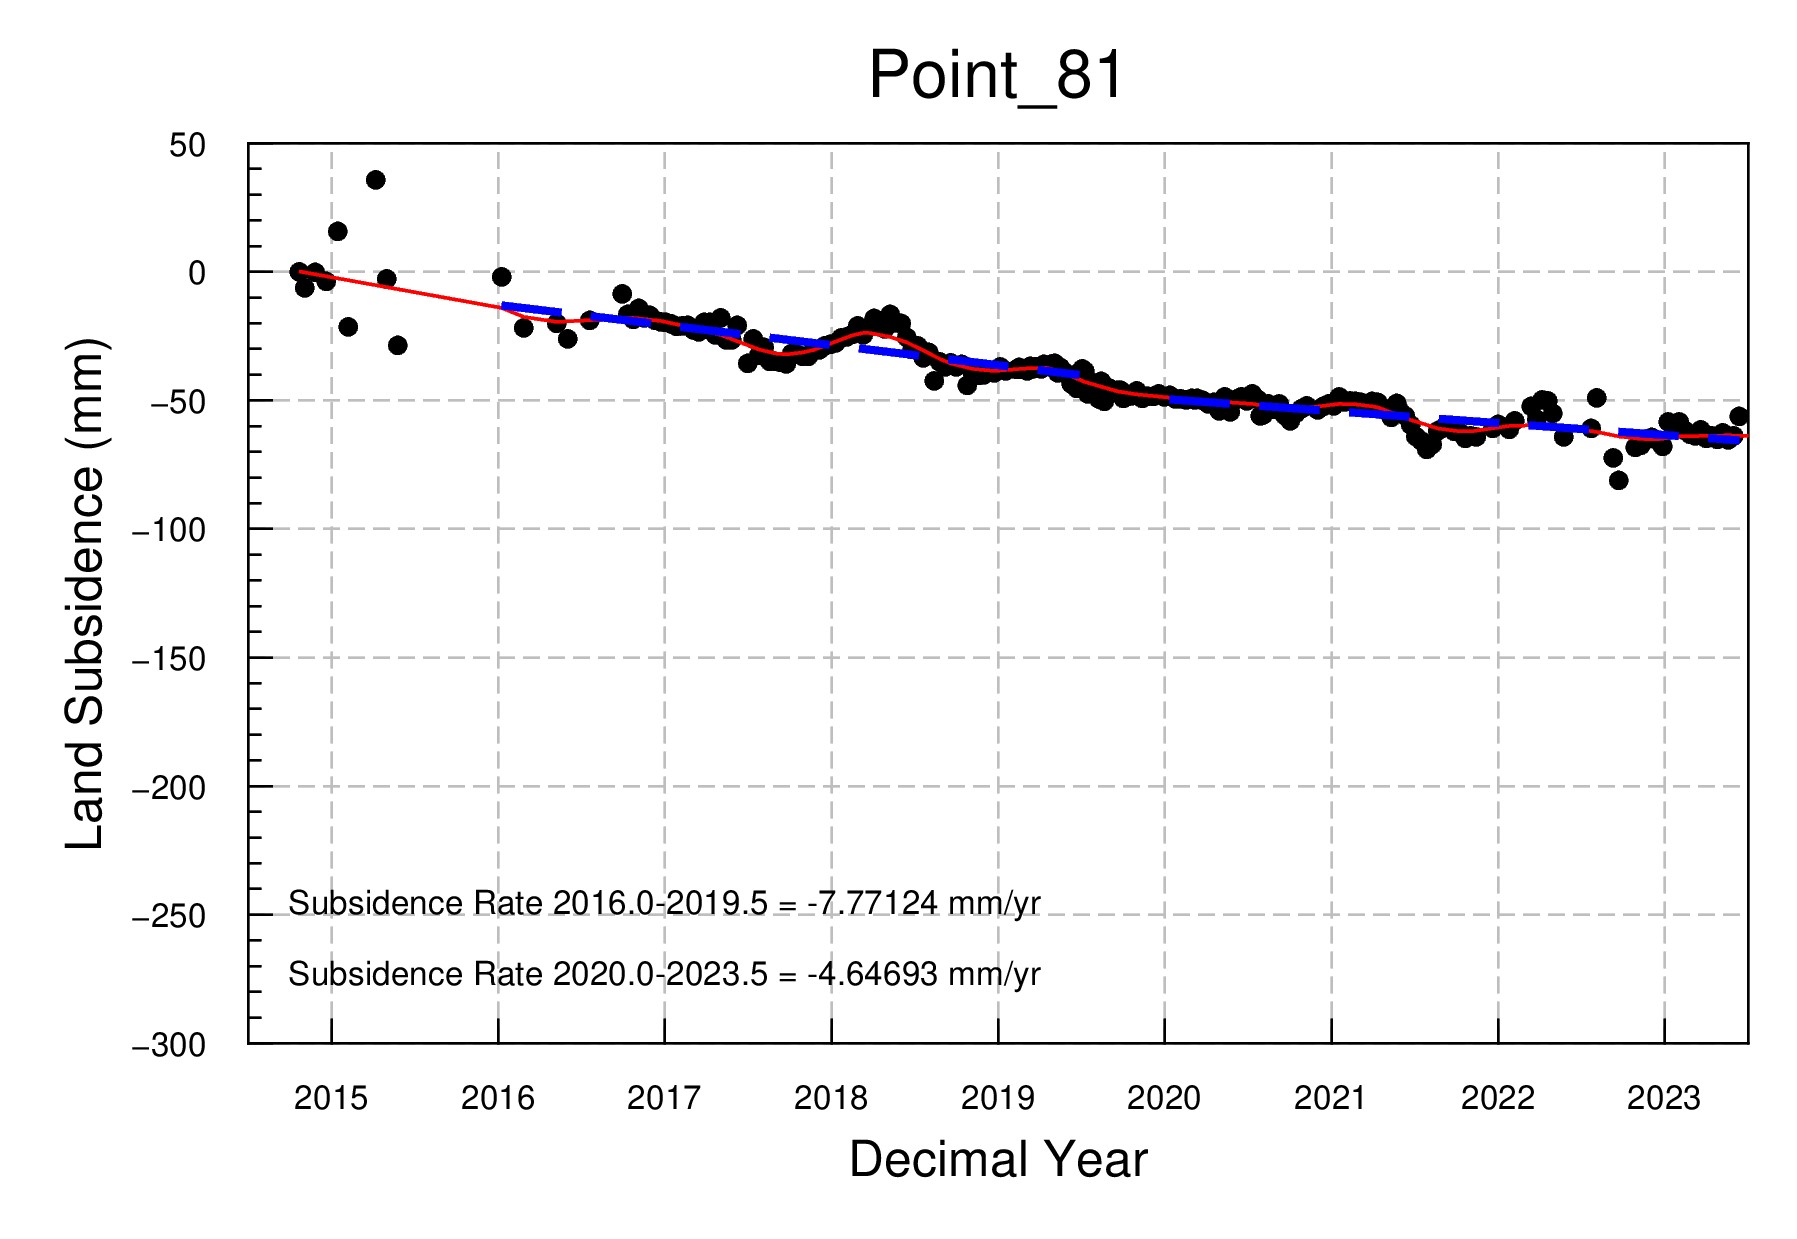 Point_81
50
0
−50
−100
−150
−200
−250
−300
Land Subsidence (mm)
Subsidence Rate 2016.0-2019.5 = -7.77124 mm/yr
Subsidence Rate 2020.0-2023.5 = -4.64693 mm/yr
2015 2016 2017 2018 2019 2020 2021 2022 2023
Decimal Year